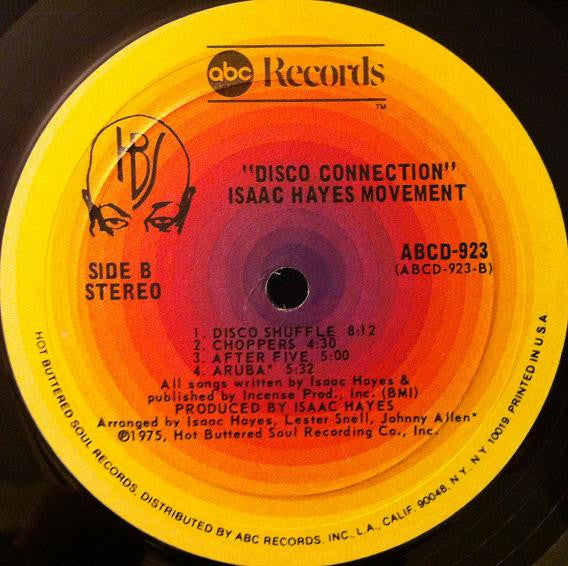 abc Records
TM
HBS
"DISCO CONNECTION"
ISAAC HAYES MOVEMENT
ABCD-923
(ABCD-923-B)
SIDE B
STEREO
1. DISCO SHUFFLE 8:12
2. CHOPPERS 4:30
3. AFTER FIVE 5:00
4. ARUBA* 5:32
All songs written by Isaac Hayes &
published by Incense Prod., Inc. (BMI)
PRODUCED BY ISAAC HAYES
Arranged by Isaac Hayes, Lester Snell, Johnny Allen*
℗1975, Hot Buttered Soul Recording Co., Inc.
HOT BUTTERED SOUL RECORDS, DISTRIBUTED BY ABC RECORDS, INC., L.A., CALIF. 90048, N.Y., N.Y. 10019. PRINTED IN U.S.A.